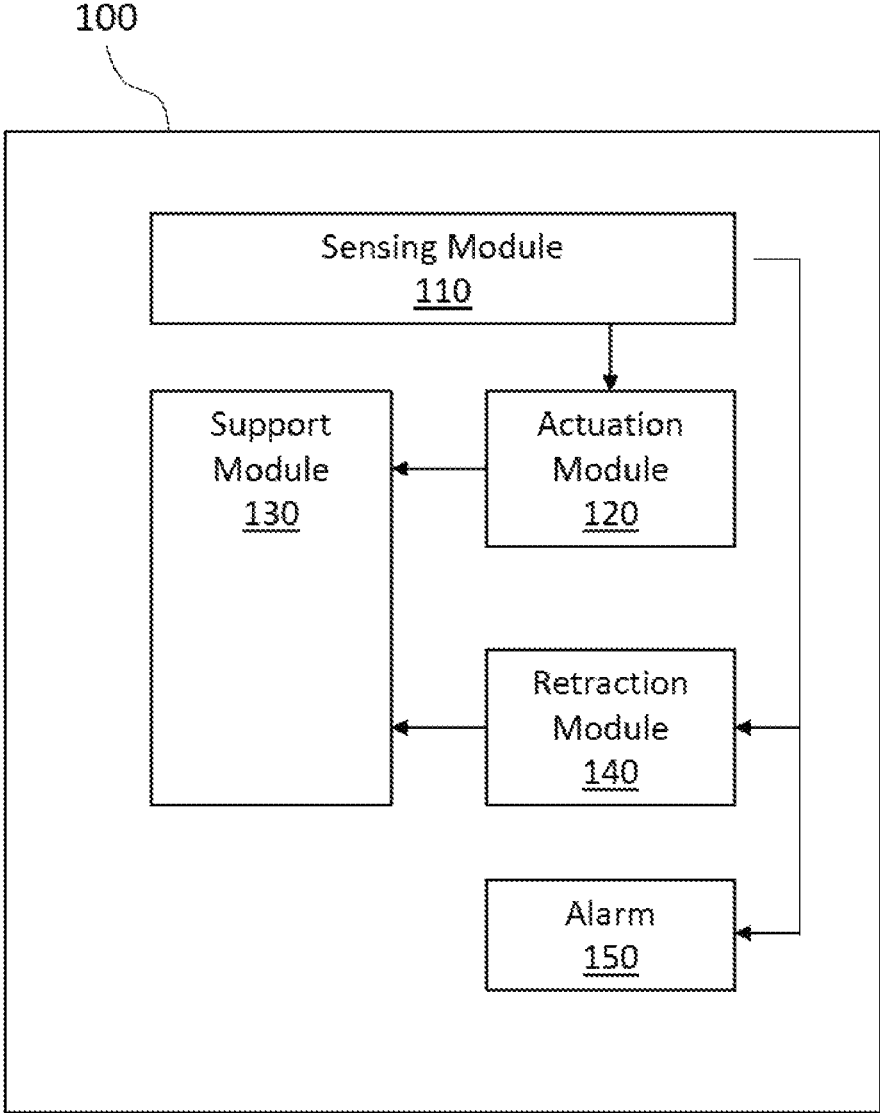 100
Sensing Module
110
Support
Module
130
Actuation
Module
120
Retraction
Module
140
Alarm
150